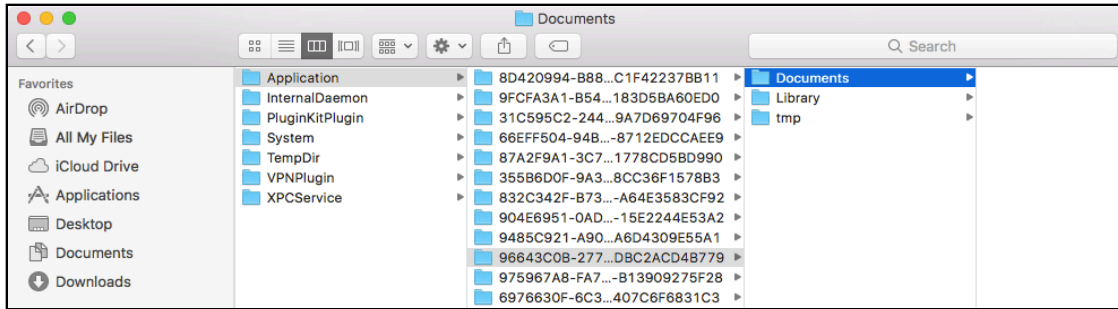 Documents
Search
Favorites
AirDrop
All My Files
iCloud Drive
Applications
Desktop
Documents
Downloads
Application
InternalDaemon
PluginKitPlugin
System
TempDir
VPNPlugin
XPCService
8D420994-B88...C1F42237BB11
9FCFA3A1-B54...183D5BA60ED0
31C595C2-244...9A7D69704F96
66EFF504-94B...-8712EDCCAEE9
87A2F9A1-3C7...1778CD5BD990
355B6D0F-9A3...8CC36F1578B3
832C342F-B73...-A64E3583CF92
904E6951-0AD...-15E2244E53A2
9485C921-A90...A6D4309E55A1
96643C0B-277...DBC2ACD4B779
975967A8-FA7...-B13909275F28
6976630F-6C3...407C6F6831C3
Documents
Library
tmp